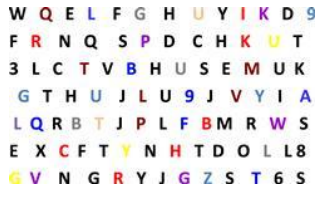 W Q E L F G H U Y I K D 9
F R N Q S P D C H K U T
3 L C T V B H U S E M U K
G T H U J L U 9 J V Y I A
L Q R B T J P L F B M R W S
E X C F T Y N H T D O L L 8
G V N G R Y J G Z S T 6 S